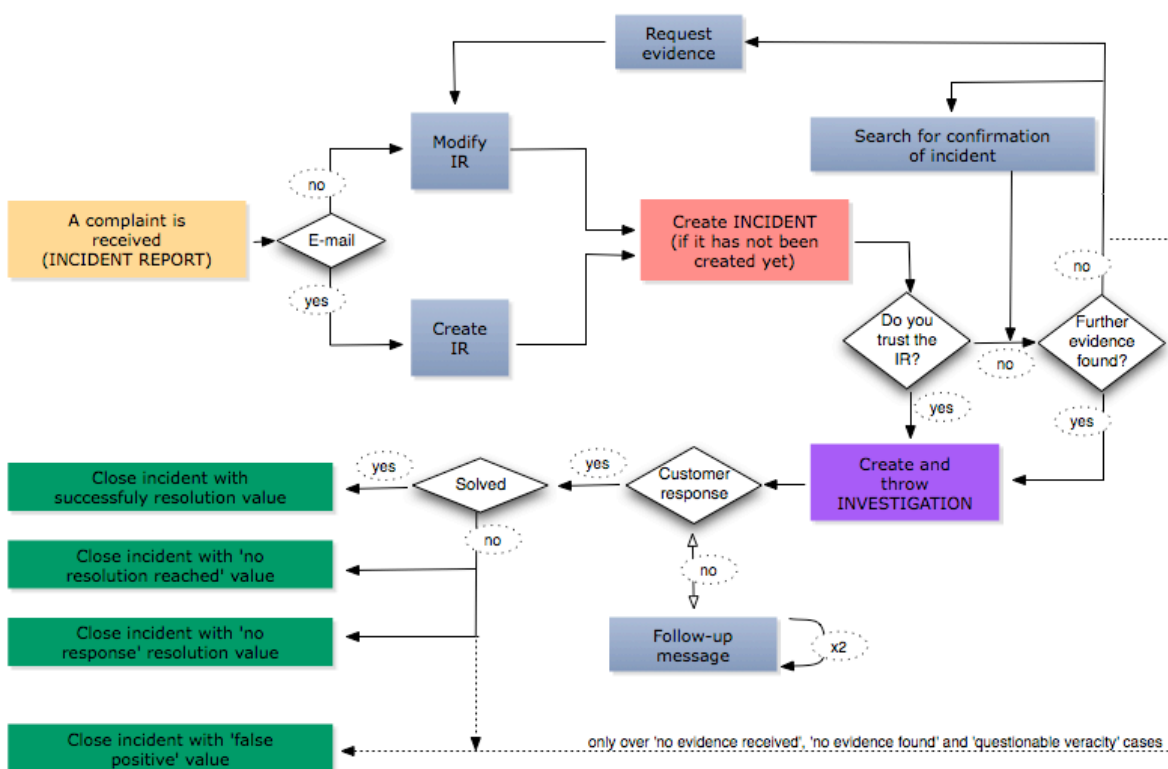 Request
evidence
Modify
IR
Search for confirmation
of incident
no
A complaint is
received
(INCIDENT REPORT)
E-mail
Create INCIDENT
(if it has not been
created yet)
no
yes
Create
IR
Do you
trust the
IR?
no
Further
evidence
found?
yes
yes
Close incident with
successfuly resolution value
yes
Solved
yes
Customer
response
Create and
throw
INVESTIGATION
no
Close incident with 'no
resolution reached' value
no
Close incident with 'no
response' resolution value
Follow-up
message
x2
Close incident with 'false
positive' value
only over 'no evidence received', 'no evidence found' and 'questionable veracity' cases